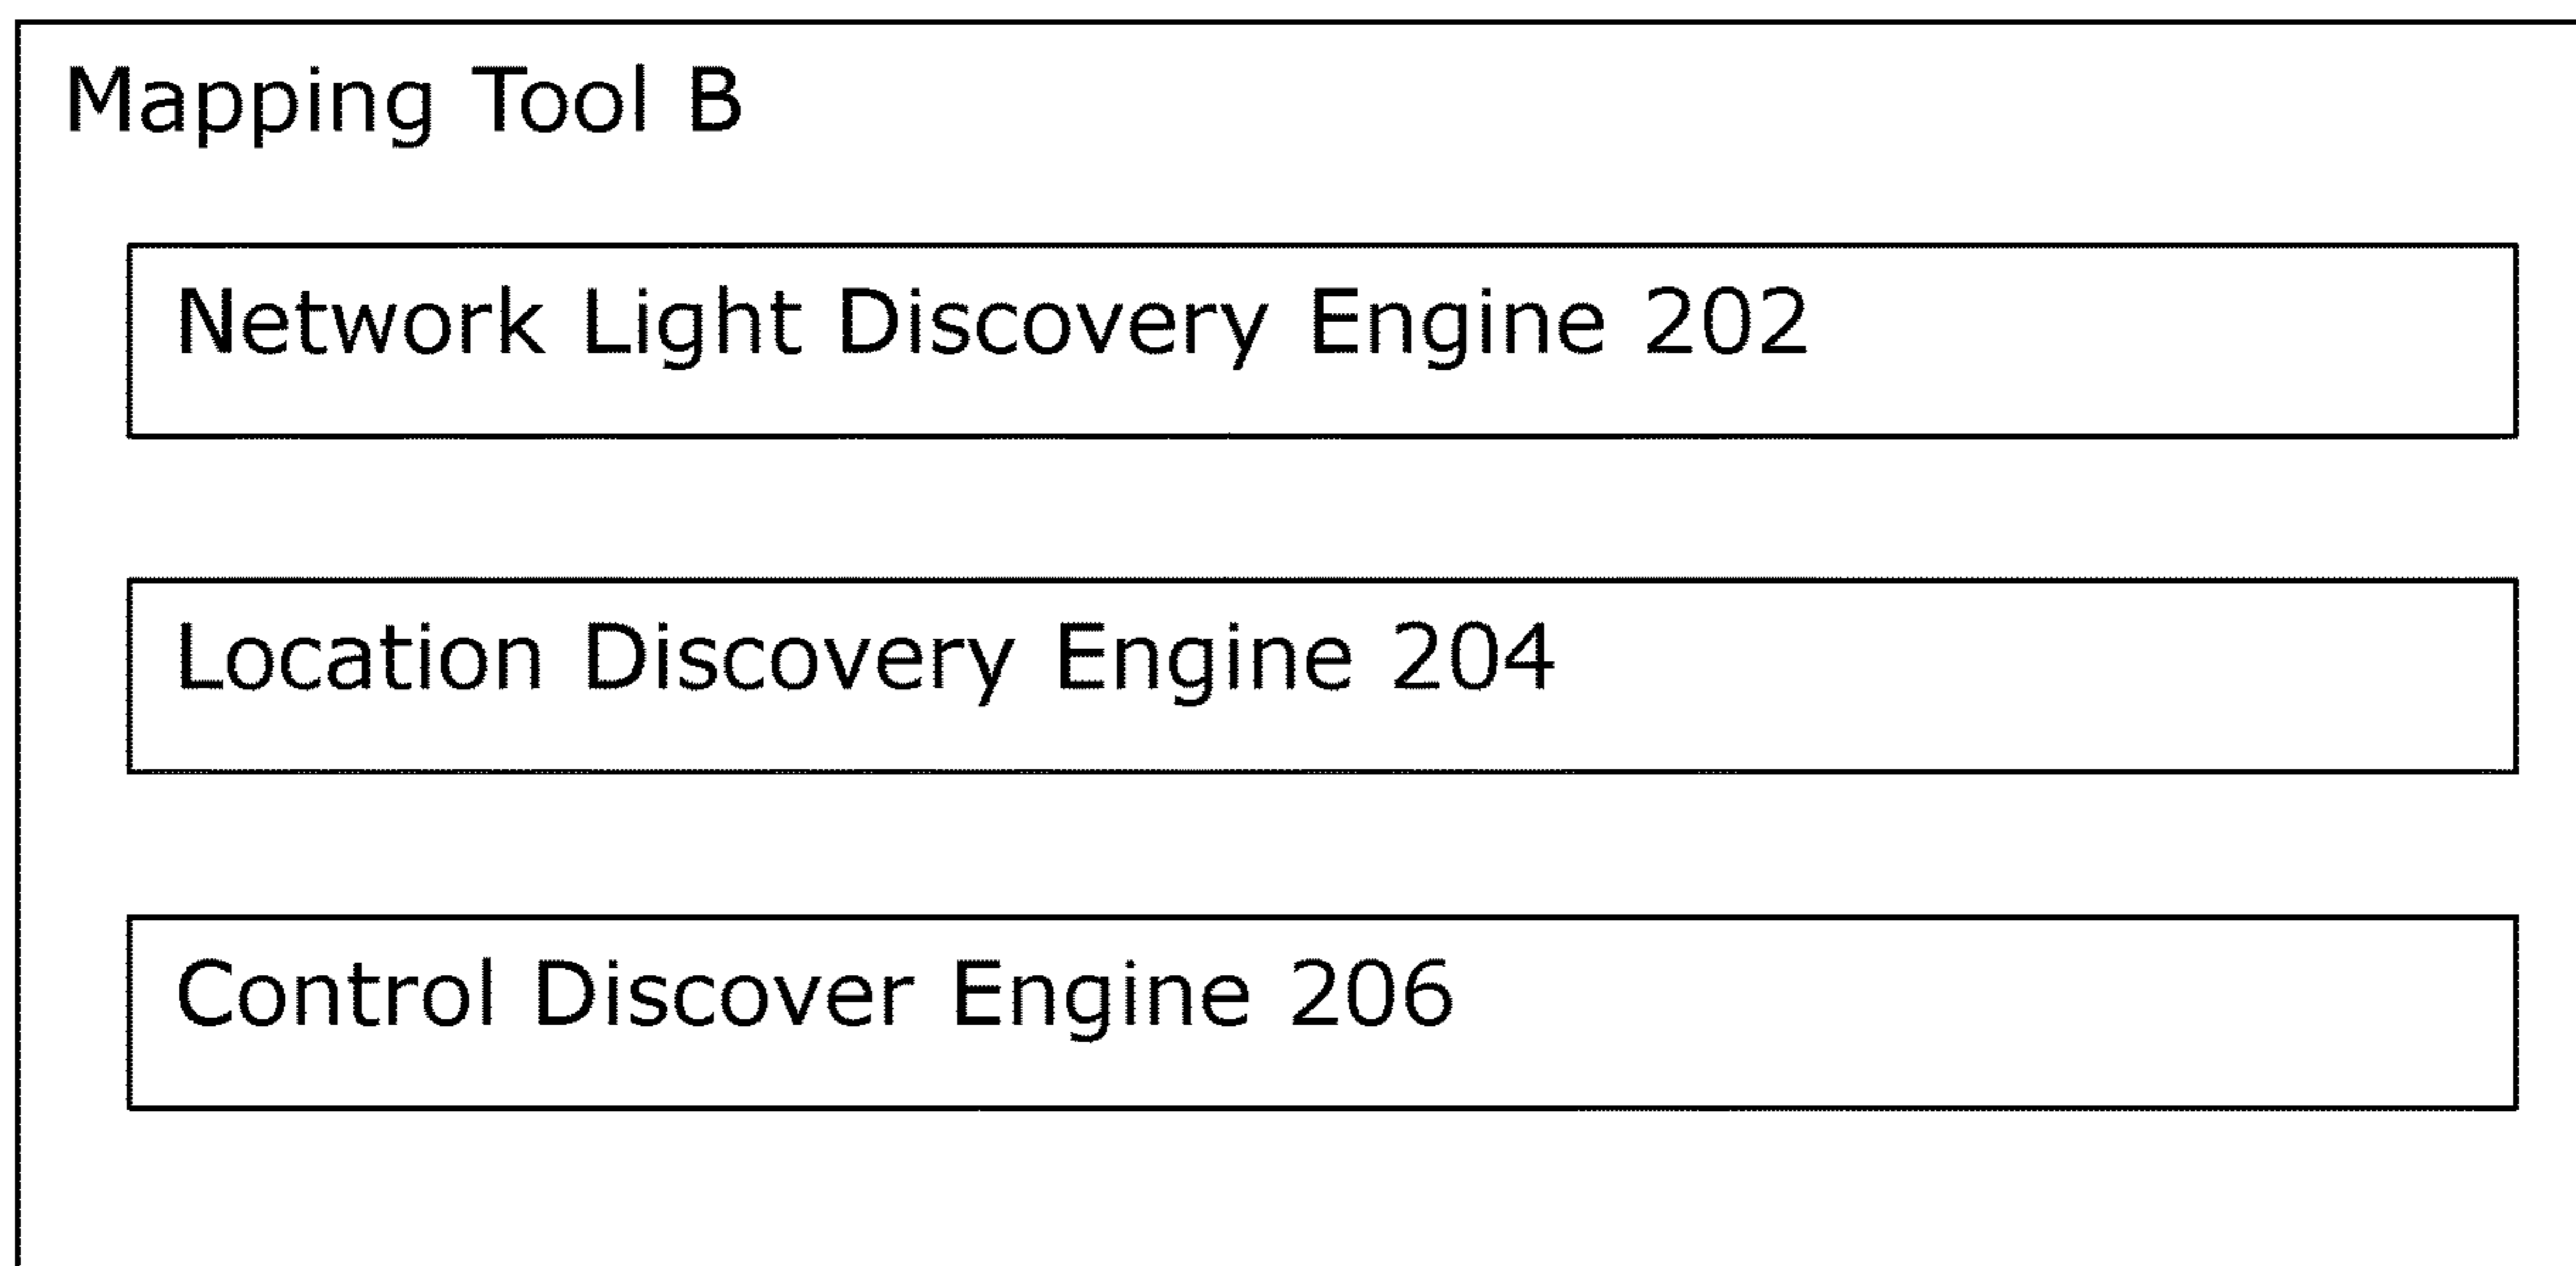 Mapping Tool B
Network Light Discovery Engine 202
Location Discovery Engine 204
Control Discover Engine 206